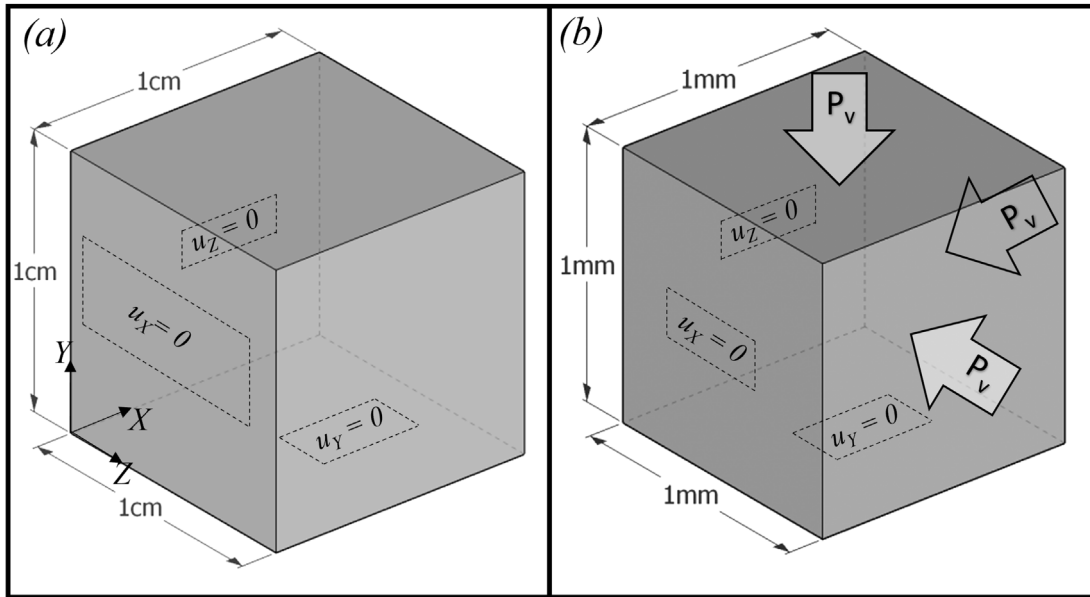 (a)
1cm
1cm
u_Z = 0
u_X = 0
u_Y = 0
Y
X
Z
1cm
(b)
1mm
P_v
1mm
u_Z = 0
P_v
u_X = 0
P_v
u_Y = 0
1mm